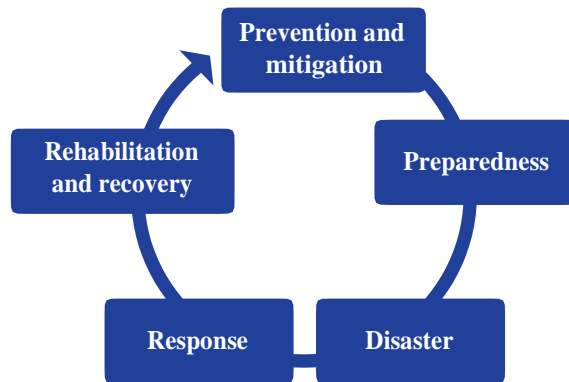 Prevention and
mitigation
Preparedness
Disaster
Response
Rehabilitation
and recovery